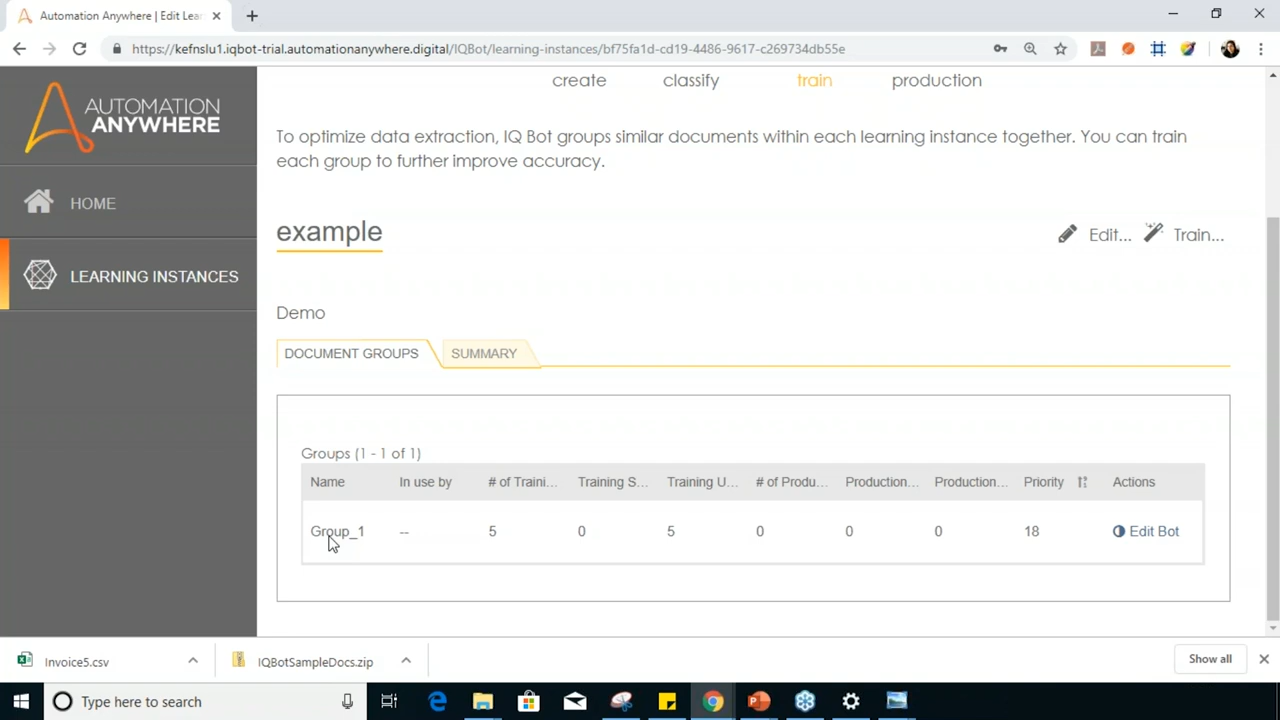 Automation Anywhere | Edit Lear
https://kefnslu1.iqbot-trial.automationanywhere.digital/IQBot/learning-instances/bf75fa1d-cd19-4486-9617-c269734db55e
AUTOMATION
ANYWHERE
HOME
LEARNING INSTANCES
create classify train production
To optimize data extraction, IQ Bot groups similar documents within each learning instance together. You can train
each group to further improve accuracy.
example
Edit... Train...
Demo
DOCUMENT GROUPS SUMMARY
Groups (1 - 1 of 1)
Name In use by # of Traini... Training S... Training U... # of Produ... Production... Production... Priority Actions
Group_1 -- 5 0 5 0 0 0 18 Edit Bot
Invoice5.csv IQBotSampleDocs.zip Show all
Type here to search